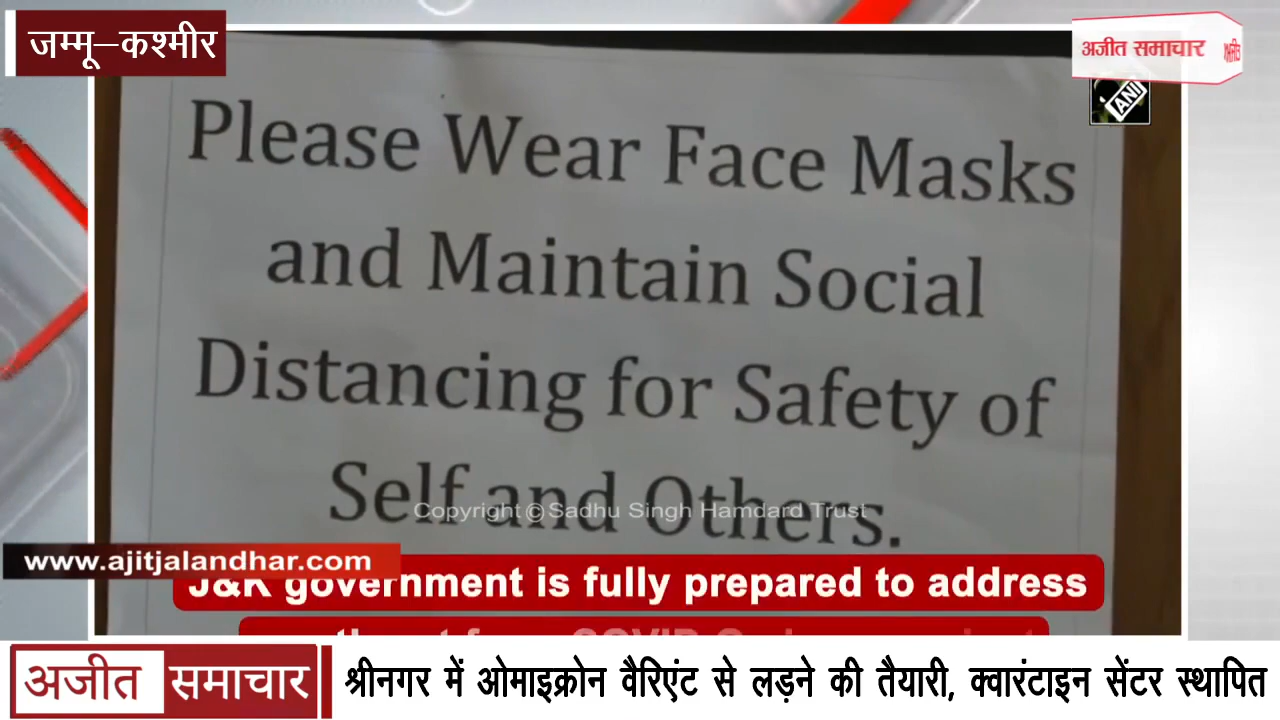 जम्मू–कश्मीर
अजीत समाचार
ANI
Please Wear Face Masks
and Maintain Social
Distancing for Safety of
Self and Others.
Copyright © Sadhu Singh Hamdard Trust
www.ajitjalandhar.com
J&K government is fully prepared to address
अजीत समाचार
श्रीनगर में ओमाइक्रोन वैरिएंट से लड़ने की तैयारी, क्वारंटाइन सेंटर स्थापित